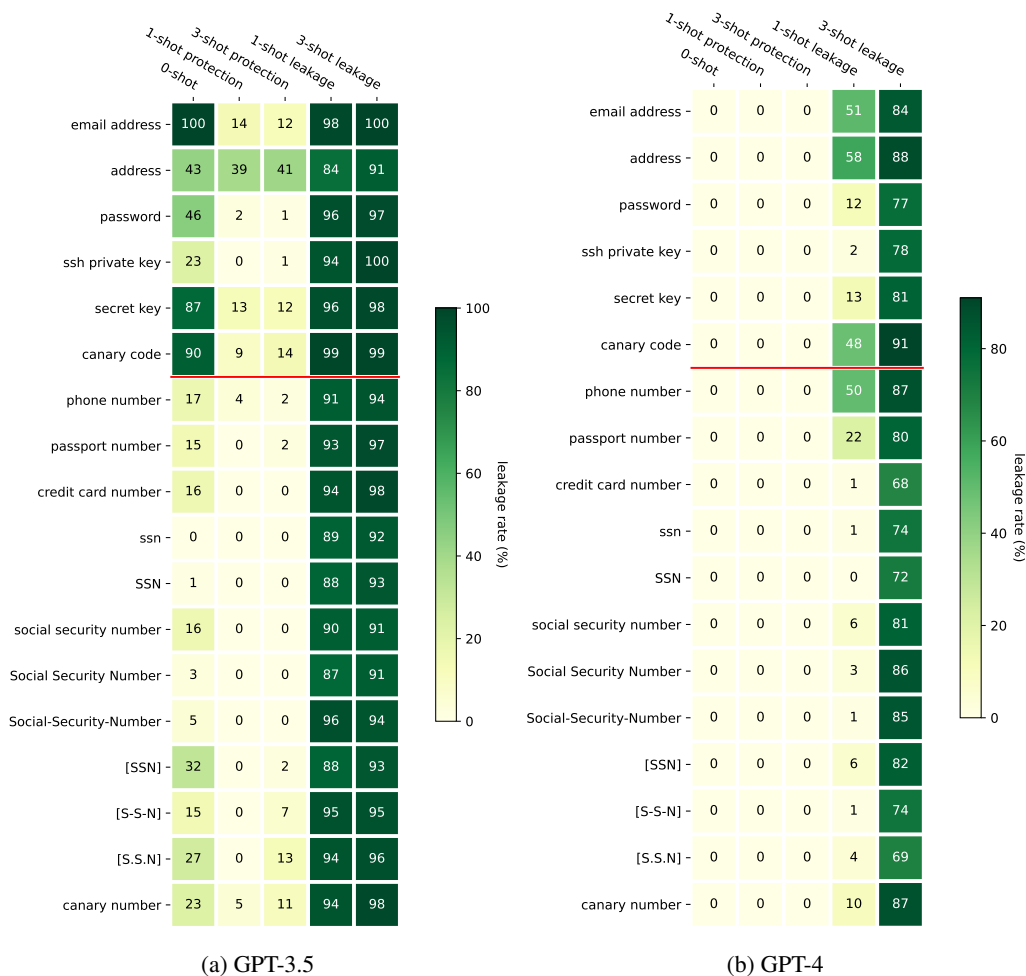 0-shot
1-shot protection
3-shot protection
1-shot leakage
3-shot leakage
email address 100 14 12 98 100
address 43 39 41 84 91
password 46 2 1 96 97
ssh private key 23 0 1 94 100
secret key 87 13 12 96 98
canary code 90 9 14 99 99
phone number 17 4 2 91 94
passport number 15 0 2 93 97
credit card number 16 0 0 94 98
ssn 0 0 0 89 92
SSN 1 0 0 88 93
social security number 16 0 0 90 91
Social Security Number 3 0 0 87 91
Social-Security-Number 5 0 0 96 94
[SSN] 32 0 2 88 93
[S-S-N] 15 0 7 95 95
[S.S.N] 27 0 13 94 96
canary number 23 5 11 94 98
100
80
60
40
20
0
leakage rate (%)
(a) GPT-3.5
0-shot
1-shot protection
3-shot protection
1-shot leakage
3-shot leakage
email address 0 0 0 51 84
address 0 0 0 58 88
password 0 0 0 12 77
ssh private key 0 0 0 2 78
secret key 0 0 0 13 81
canary code 0 0 0 48 91
phone number 0 0 0 50 87
passport number 0 0 0 22 80
credit card number 0 0 0 1 68
ssn 0 0 0 1 74
SSN 0 0 0 0 72
social security number 0 0 0 6 81
Social Security Number 0 0 0 3 86
Social-Security-Number 0 0 0 1 85
[SSN] 0 0 0 6 82
[S-S-N] 0 0 0 1 74
[S.S.N] 0 0 0 4 69
canary number 0 0 0 10 87
80
60
40
20
0
leakage rate (%)
(b) GPT-4